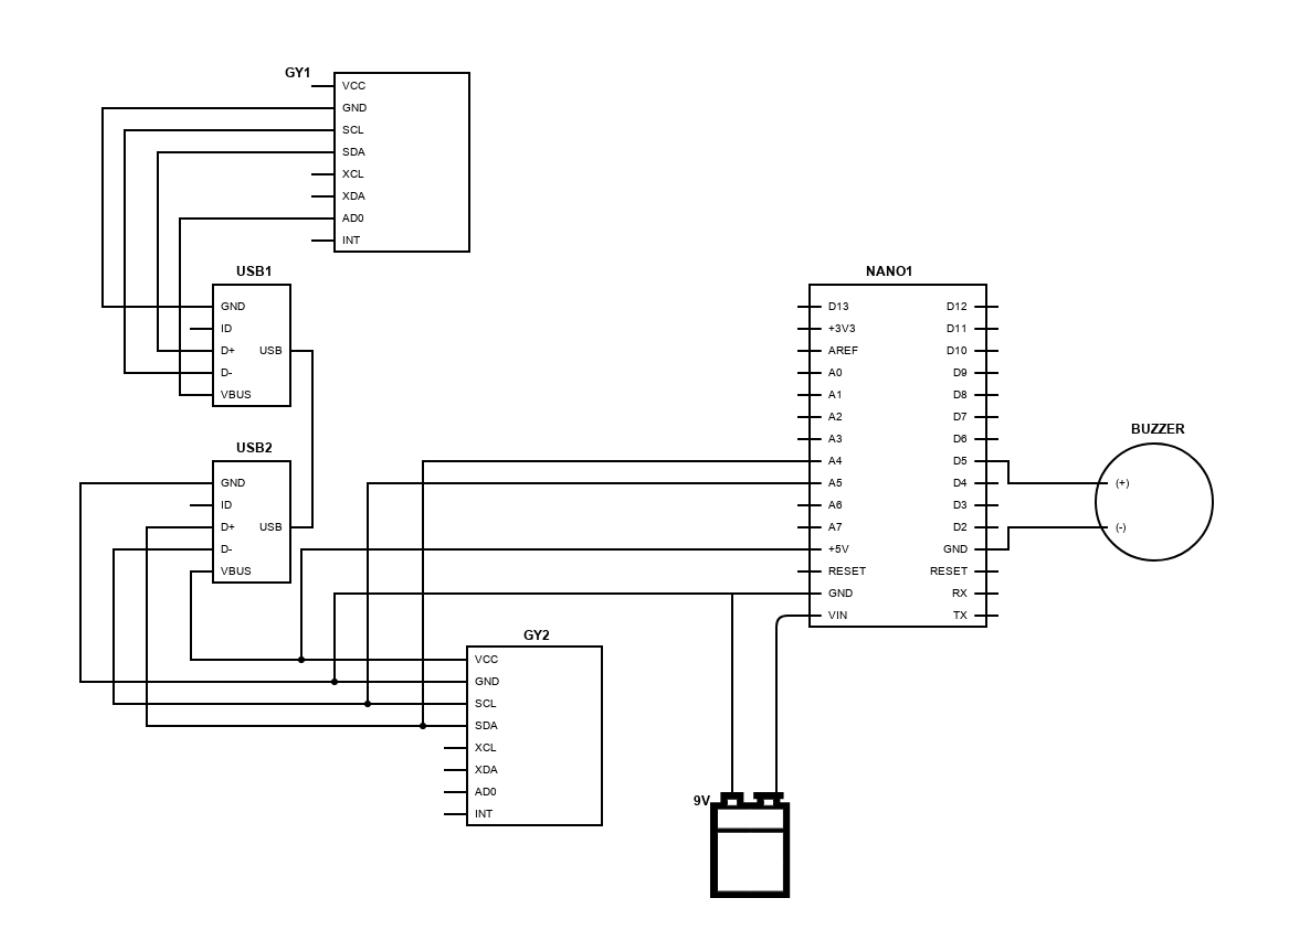 GY1
VCC
GND
SCL
SDA
XCL
XDA
AD0
INT
USB1
GND
ID
D+ USB
D-
VBUS
USB2
GND
ID
D+ USB
D-
VBUS
GY2
VCC
GND
SCL
SDA
XCL
XDA
AD0
INT
NANO1
D13 D12
+3V3 D11
AREF D10
A0 D9
A1 D8
A2 D7
A3 D6
A4 D5
A5 D4
A6 D3
A7 D2
+5V GND
RESET RESET
GND RX
VIN TX
BUZZER
(+)
(-)
9V